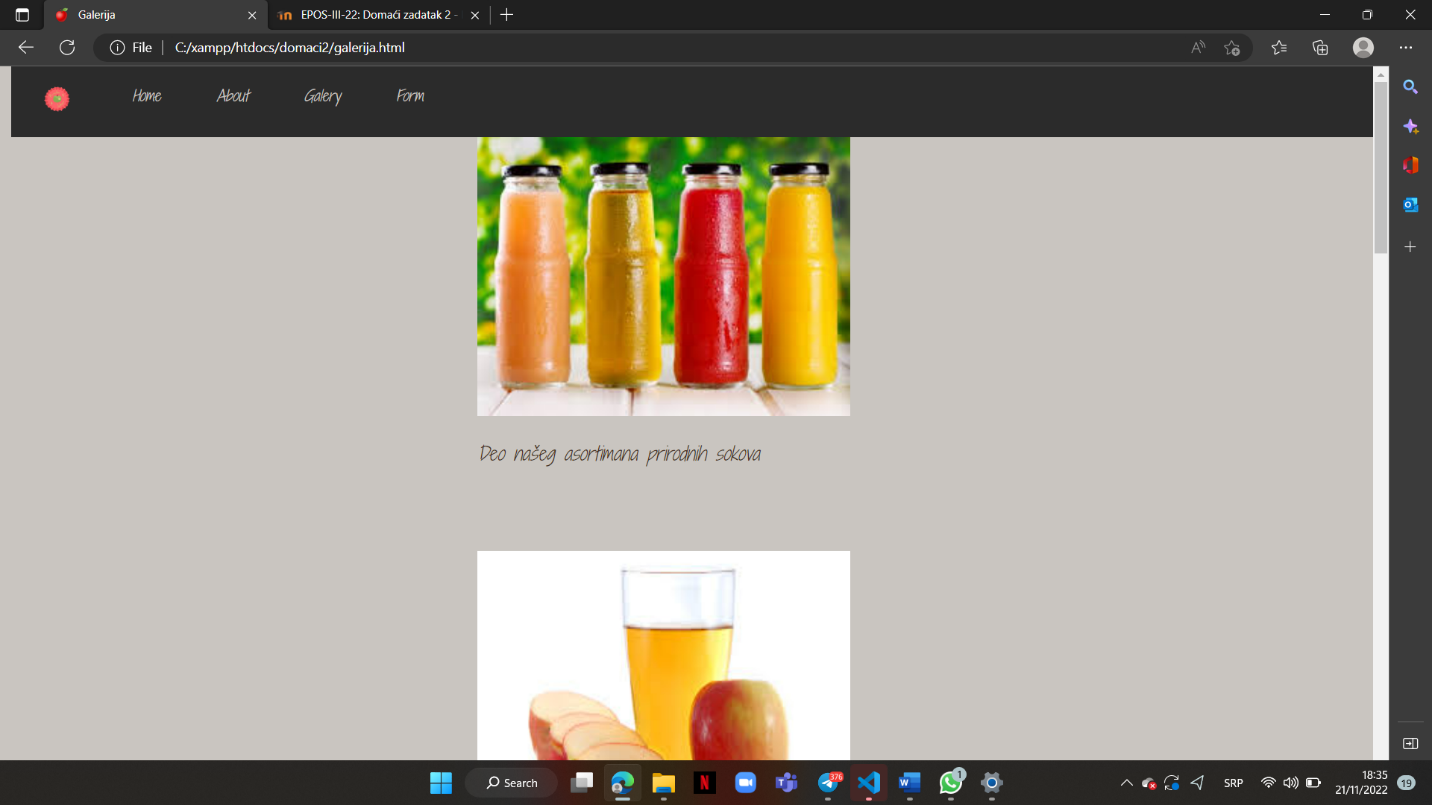 Galerija
EPOS-III-22: Domaći zadatak 2 -
File
C:/xampp/htdocs/domaci2/galerija.html
Home About Galery Form
Deo našeg asortimana prirodnih sokova
Search
376
1
SRP
18:35
21/11/2022
19